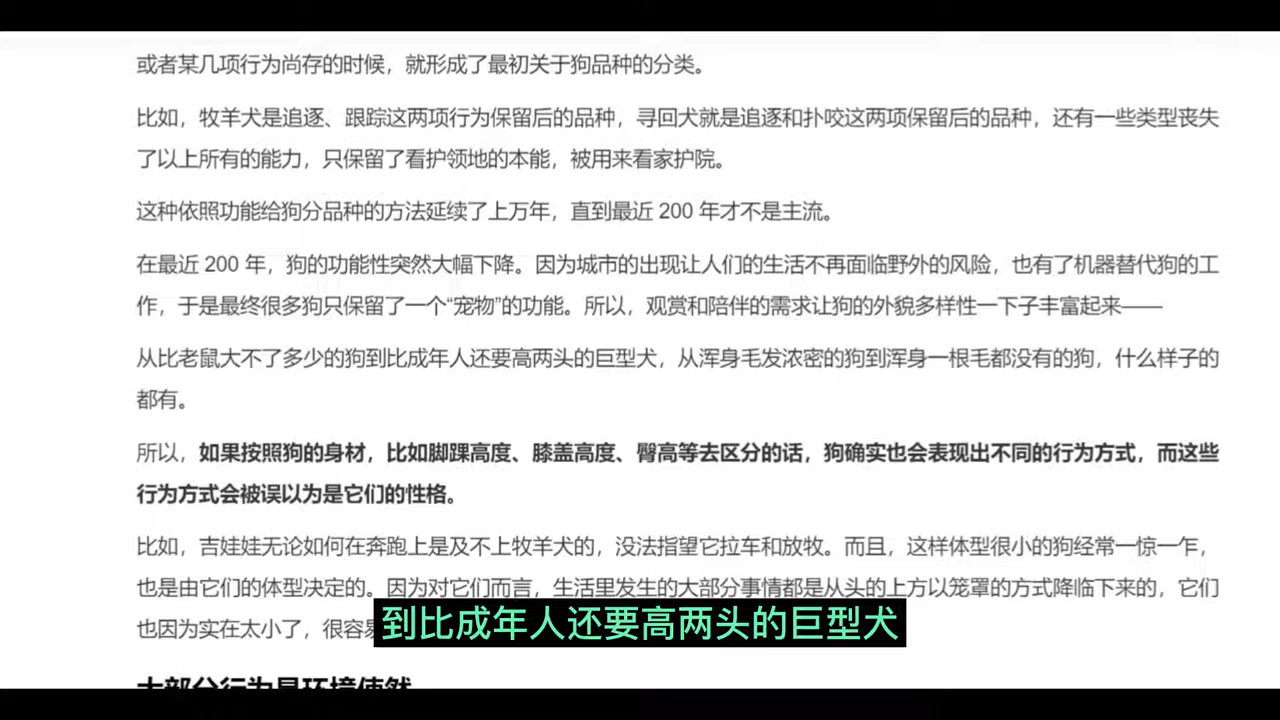 或者某几项行为尚存的时候，就形成了最初关于狗品种的分类。
比如，牧羊犬是追逐、跟踪这两项行为保留后的品种，寻回犬就是追逐和扑咬这两项保留后的品种，还有一些类型丧失
了以上所有的能力，只保留了看护领地的本能，被用来看家护院。
这种依照功能给狗分品种的方法延续了上万年，直到最近 200 年才不是主流。
在最近 200 年，狗的功能性突然大幅下降。因为城市的出现让人们的生活不再面临野外的风险，也有了机器替代狗的工
作，于是最终很多狗只保留了一个“宠物”的功能。所以，观赏和陪伴的需求让狗的外貌多样性一下子丰富起来——
从比老鼠大不了多少的狗到比成年人还要高两头的巨型犬，从浑身毛发浓密的狗到浑身一根毛都没有的狗，什么样子的
都有。
所以，如果按照狗的身材，比如脚踝高度、膝盖高度、臀高等去区分的话，狗确实也会表现出不同的行为方式，而这些
行为方式会被误以为是它们的性格。
比如，吉娃娃无论如何在奔跑上是及不上牧羊犬的，没法指望它拉车和放牧。而且，这样体型很小的狗经常一惊一乍，
也是由它们的体型决定的。因为对它们而言，生活里发生的大部分事情都是从头的上方以笼罩的方式降临下来的，它们
也因为实在太小了，很容易
到比成年人还要高两头的巨型犬
大部分行为是环境使然